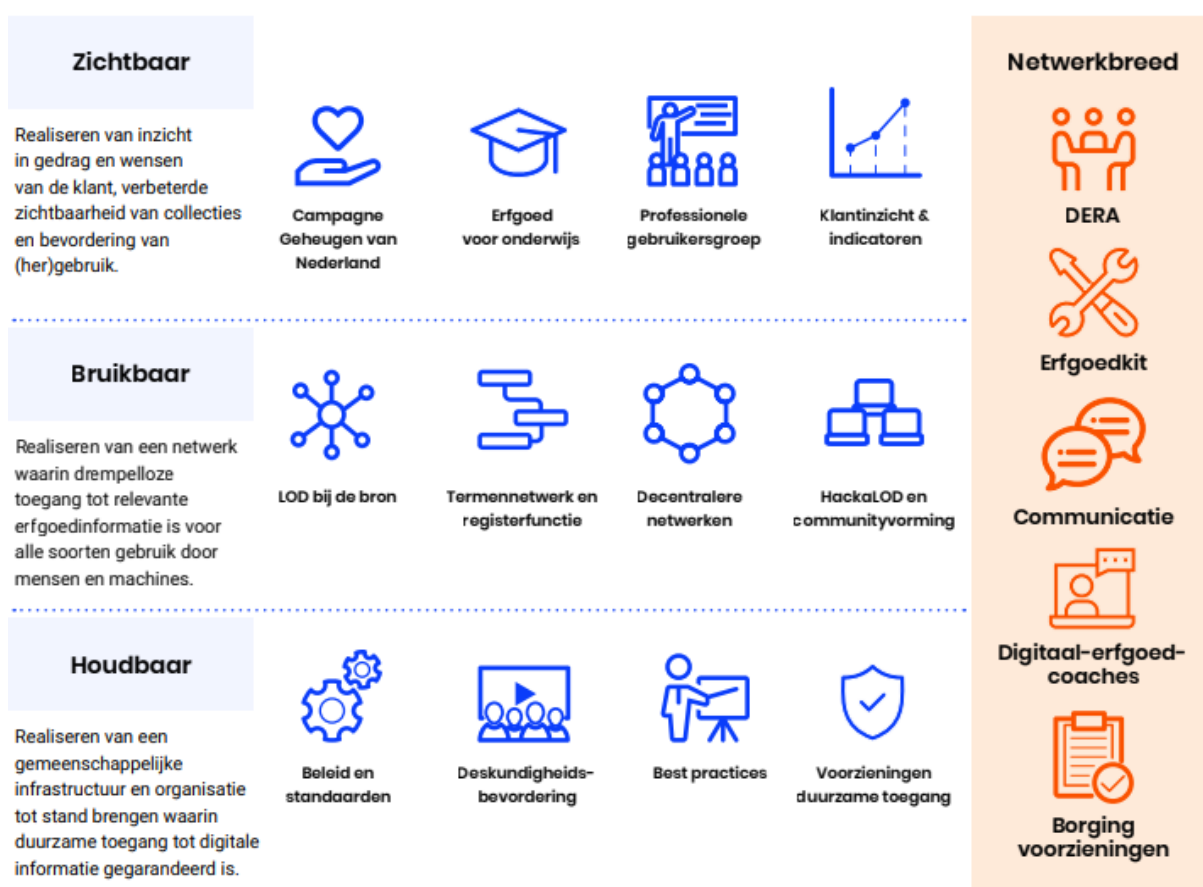 Zichtbaar
Realiseren van inzicht
in gedrag en wensen
van de klant, verbeterde
zichtbaarheid van collecties
en bevordering van
(her)gebruik.
Campagne
Geheugen van
Nederland
Erfgoed
voor onderwijs
Professionele
gebruikersgroep
Klantinzicht &
indicatoren
Bruikbaar
Realiseren van een netwerk
waarin drempelloze
toegang tot relevante
erfgoedinformatie is voor
alle soorten gebruik door
mensen en machines.
LOD bij de bron
Termennetwerk en
registerfunctie
Decentralere
netwerken
HackaLOD en
communityvorming
Houdbaar
Realiseren van een
gemeenschappelijke
infrastructuur en organisatie
tot stand brengen waarin
duurzame toegang tot digitale
informatie gegarandeerd is.
Beleid en
standaarden
Deskundigheids-
bevordering
Best practices
Voorzieningen
duurzame toegang
Netwerkbreed
DERA
Erfgoedkit
Communicatie
Digitaal-erfgoed-
coaches
Borging
voorzieningen